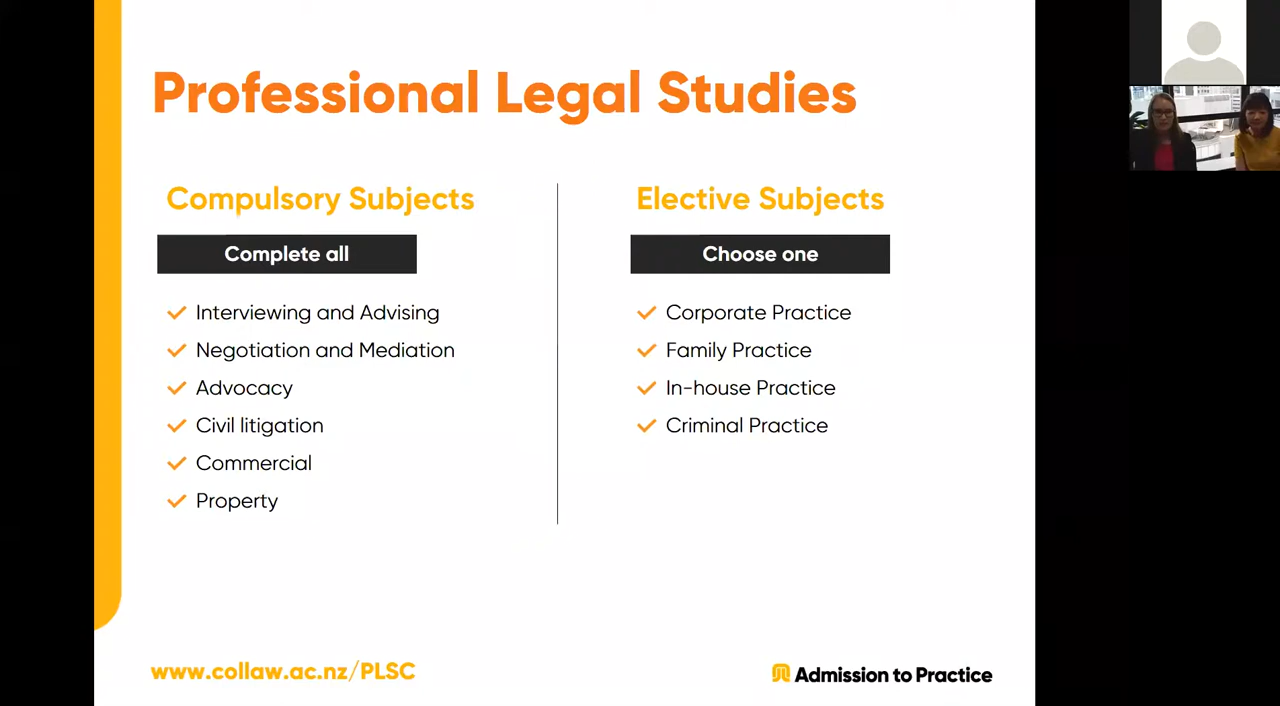 Professional Legal Studies
Compulsory Subjects
Complete all
Interviewing and Advising
Negotiation and Mediation
Advocacy
Civil litigation
Commercial
Property
Elective Subjects
Choose one
Corporate Practice
Family Practice
In-house Practice
Criminal Practice
www.collaw.ac.nz/PLSC
Admission to Practice